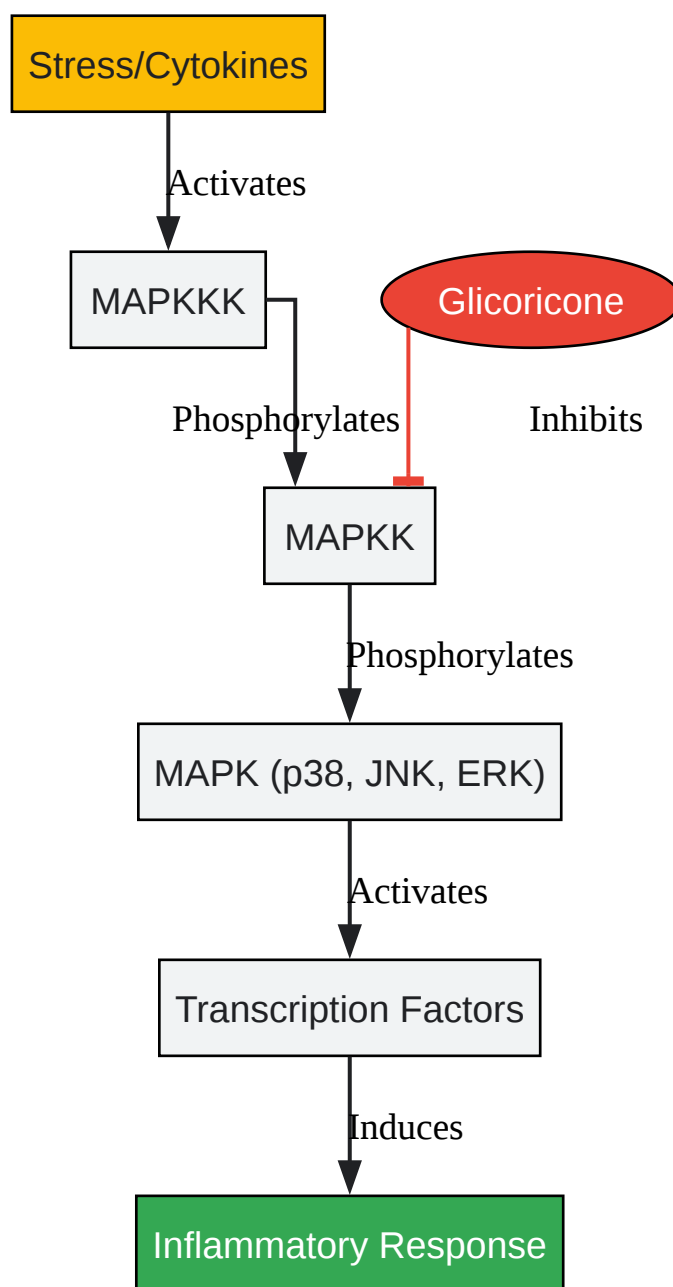 Stress/Cytokines
Activates
MAPKKK
Glicoricone
Phosphorylates
Inhibits
MAPKK
Phosphorylates
MAPK (p38, JNK, ERK)
Activates
Transcription Factors
Induces
Inflammatory Response